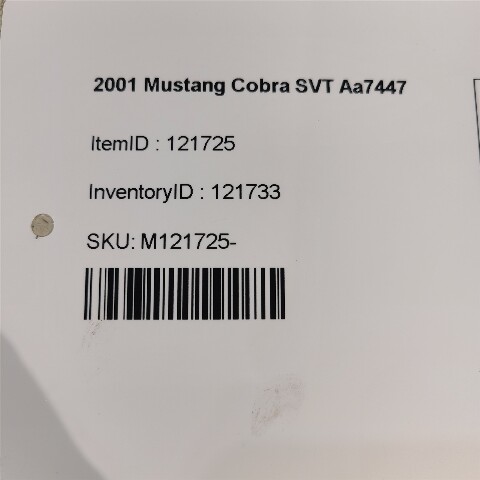 2001 Mustang Cobra SVT Aa7447
ItemID : 121725
InventoryID : 121733
SKU: M121725-